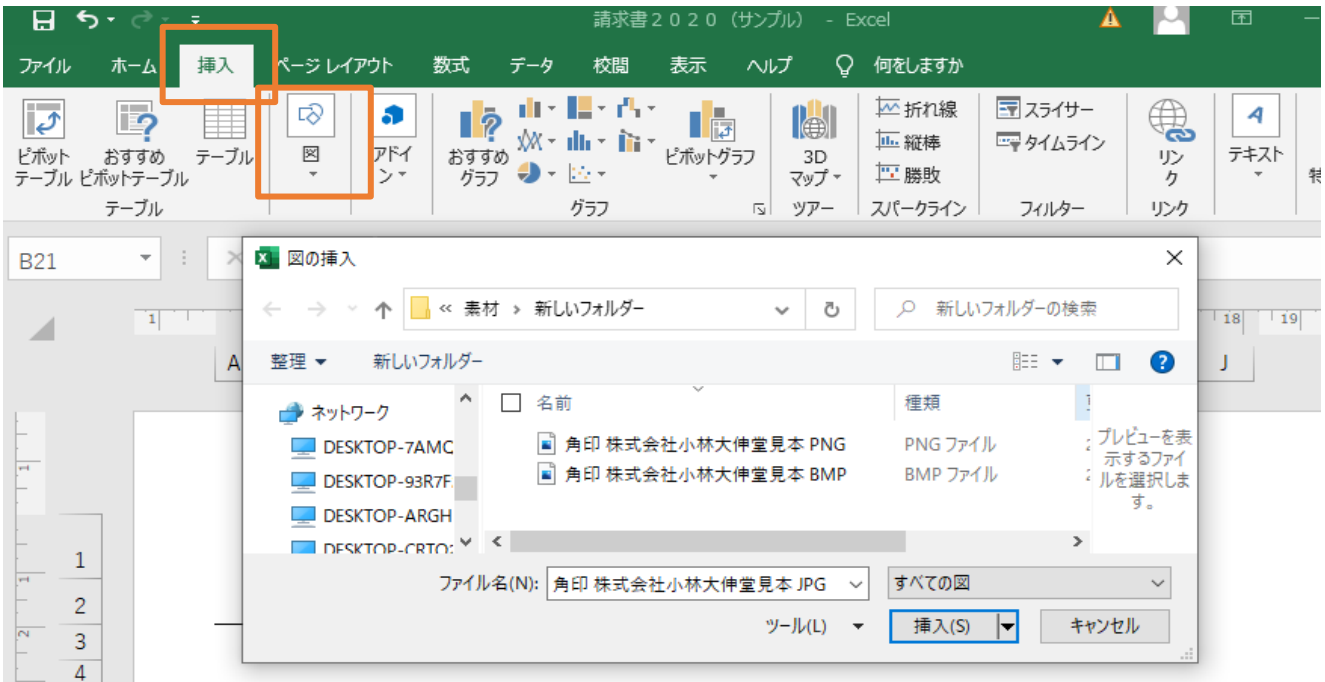 請求書２０２０（サンプル） - Excel
ファイル ホーム 挿入 ページ レイアウト 数式 データ 校閲 表示 ヘルプ 何をしますか
ピボット
テーブル
おすすめ
ピボットテーブル
テーブル
図
アドイ
ン
おすすめ
グラフ
ピボットグラフ
3D
マップ
折れ線
縦棒
勝敗
スライサー
タイムライン
リン
ク
テキスト
テーブル グラフ ツアー スパークライン フィルター リンク
B21
図の挿入
« 素材 › 新しいフォルダー
新しいフォルダーの検索
1 18 19
A J
整理 新しいフォルダー
名前 種類
ネットワーク
DESKTOP-7AMC
DESKTOP-93R7F
DESKTOP-ARGH
角印 株式会社小林大伸堂見本 PNG PNG ファイル
角印 株式会社小林大伸堂見本 BMP BMP ファイル
プレビューを表
示するファイ
ルを選択しま
す。
ファイル名(N): 角印 株式会社小林大伸堂見本 JPG すべての図
ツール(L) 挿入(S) キャンセル
1
1
1
2
2
3
4